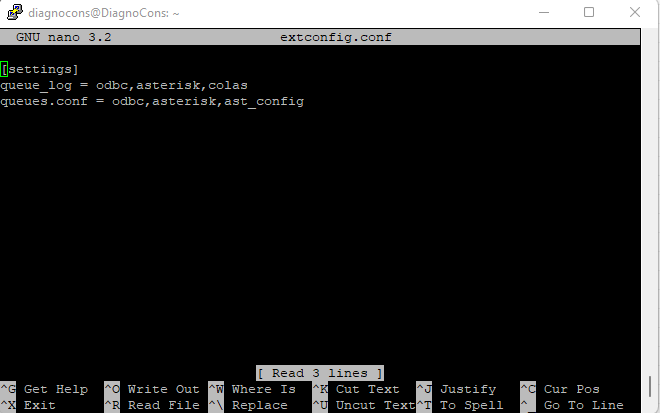 diagnocons@DiagnoCons: ~
GNU nano 3.2 extconfig.conf
[settings]
queue_log = odbc,asterisk,colas
queues.conf = odbc,asterisk,ast_config
[ Read 3 lines ]
^G Get Help ^O Write Out ^W Where Is ^K Cut Text ^J Justify ^C Cur Pos
^X Exit ^R Read File ^\ Replace ^U Uncut Text ^T To Spell ^_ Go To Line